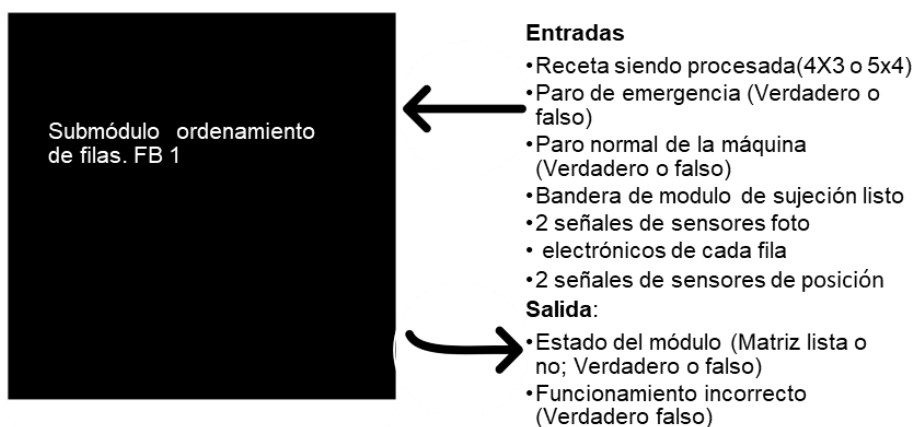 Submódulo ordenamiento
de filas. FB 1
Entradas
•Receta siendo procesada(4X3 o 5x4)
•Paro de emergencia (Verdadero o
falso)
•Paro normal de la máquina
(Verdadero o falso)
•Bandera de modulo de sujeción listo
•2 señales de sensores foto
• electrónicos de cada fila
•2 señales de sensores de posición
Salida:
•Estado del módulo (Matriz lista o
no; Verdadero o falso)
•Funcionamiento incorrecto
(Verdadero falso)